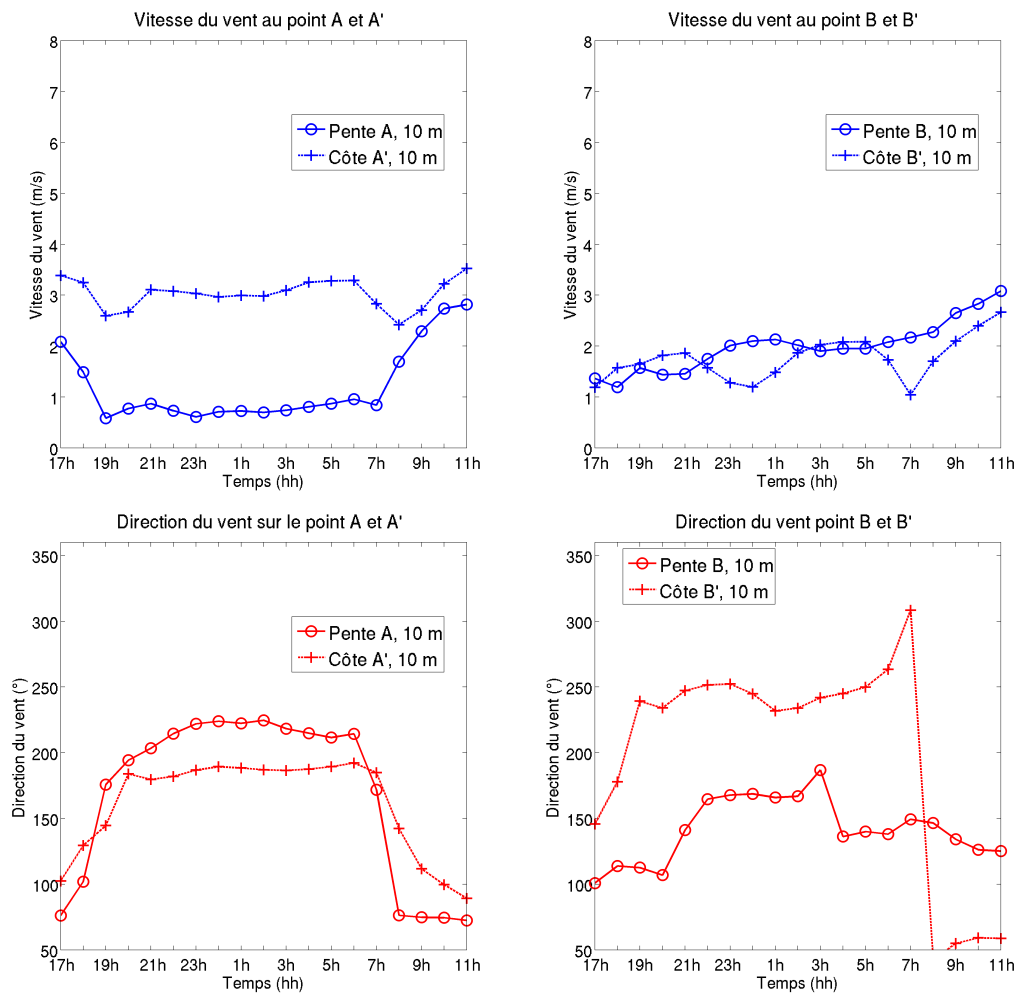 Vitesse du vent au point A et A'
8
7
6
5
4
3
2
1
0
Vitesse du vent (m/s)
Pente A, 10 m
Côte A', 10 m
17h 19h 21h 23h 1h 3h 5h 7h 9h 11h
Temps (hh)
Vitesse du vent au point B et B'
8
7
6
5
4
3
2
1
0
Vitesse du vent (m/s)
Pente B, 10 m
Côte B', 10 m
17h 19h 21h 23h 1h 3h 5h 7h 9h 11h
Temps (hh)
Direction du vent sur le point A et A'
350
300
250
200
150
100
50
Direction du vent (°)
Pente A, 10 m
Côte A', 10 m
17h 19h 21h 23h 1h 3h 5h 7h 9h 11h
Temps (hh)
Direction du vent point B et B'
350
300
250
200
150
100
50
Direction du vent (°)
Pente B, 10 m
Côte B', 10 m
17h 19h 21h 23h 1h 3h 5h 7h 9h 11h
Temps (hh)